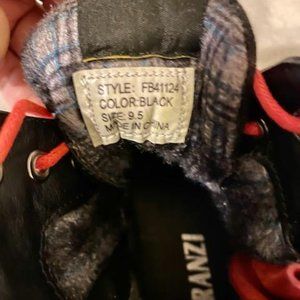 STYLE: FB41124
COLOR:BLACK
SIZE: 9.5
MADE IN CHINA
RANZI